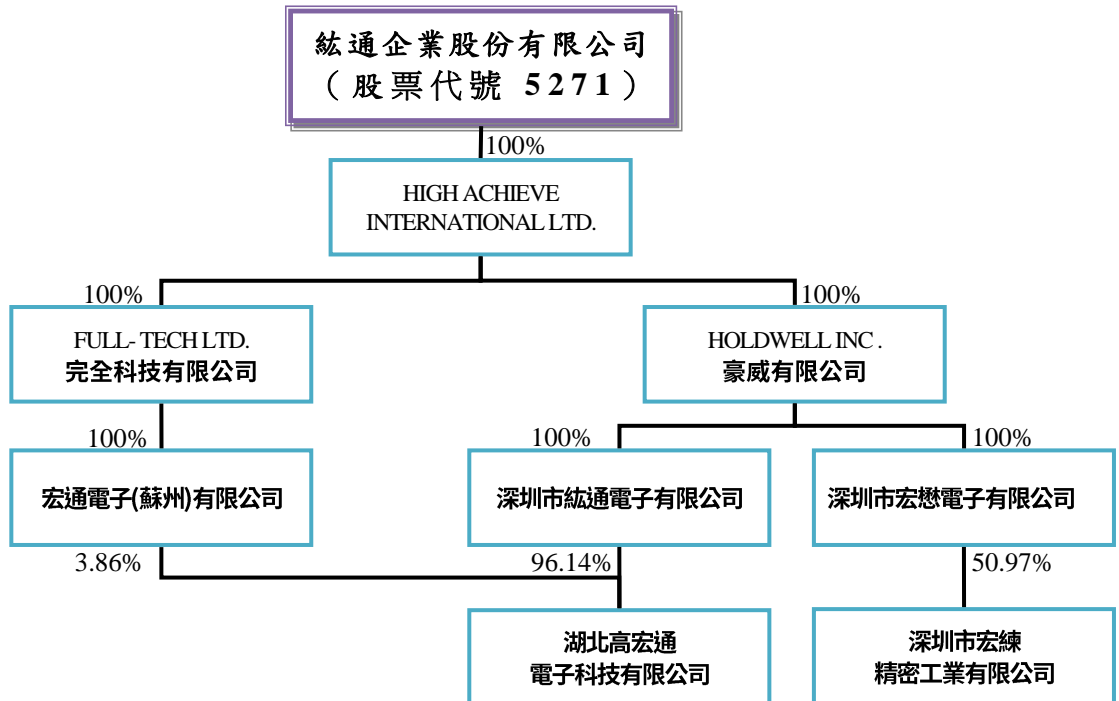 紘通企業股份有限公司
（股票代號 5271）
100%
HIGH ACHIEVE
INTERNATIONAL LTD.
100%
100%
FULL- TECH LTD.
完全科技有限公司
HOLDWELL INC .
豪威有限公司
100%
100%
100%
宏通電子(蘇州)有限公司
深圳市紘通電子有限公司
深圳市宏懋電子有限公司
3.86%
96.14%
50.97%
湖北高宏通
電子科技有限公司
深圳市宏練
精密工業有限公司